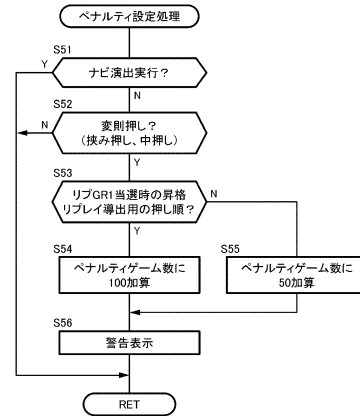 ペナルティ設定処理
S51
Y
ナビ演出実行？
N
S52
N
変則押し？
（挟み押し、中押し）
Y
S53
N
リプGR1当選時の昇格
リプレイ導出用の押し順？
Y
S54
S55
ペナルティゲーム数に
100加算
ペナルティゲーム数に
50加算
S56
警告表示
RET